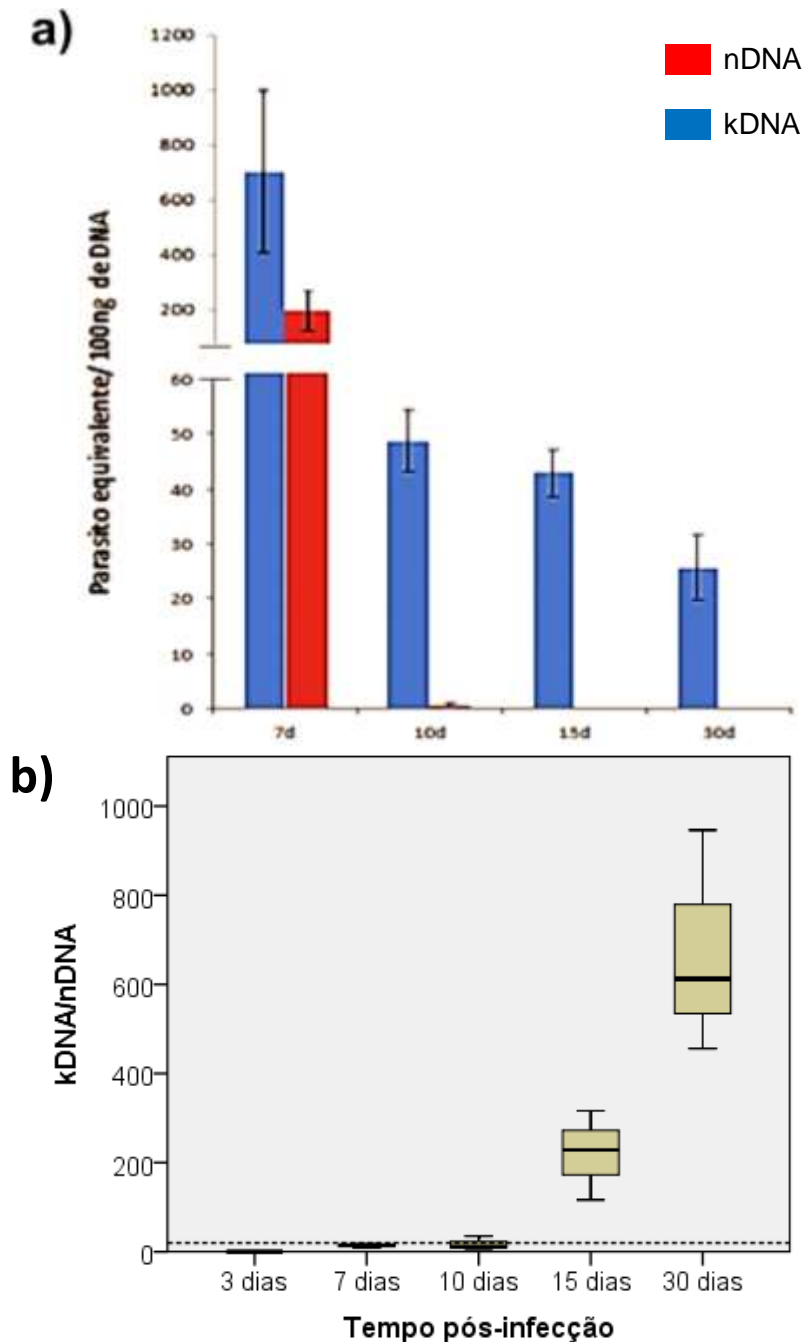 a)
nDNA
kDNA
Parasito equivalente/ 100ng de DNA
1200
1000
800
600
400
200
60
50
40
30
20
10
0
7d
10d
15d
30d
b)
kDNA/nDNA
1000
800
600
400
200
0
3 dias
7 dias
10 dias
15 dias
30 dias
Tempo pós-infecção